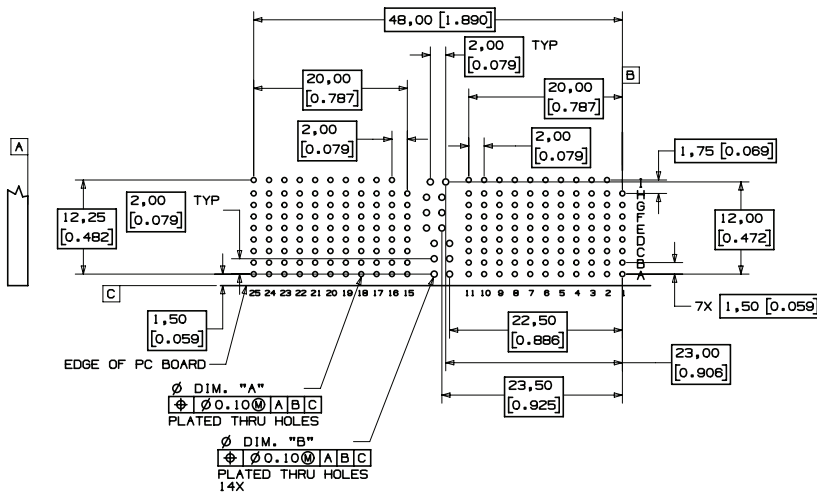 48,00 [1.890]
2,00 TYP
[0.079]
B
20,00
[0.787]
20,00
[0.787]
2,00
[0.079]
2,00
[0.079]
1,75 [0.069]
A
2,00 TYP
[0.079]
12,25
[0.482]
12,00
[0.472]
I
H
G
F
E
D
C
B
A
C
25 24 23 22 21 20 19 18 17 16 15 11 10 9 8 7 6 5 4 3 2 1
7X 1,50 [0.059]
1,50
[0.059]
22,50
[0.886]
EDGE OF PC BOARD
23,00
[0.906]
23,50
[0.925]
Ø DIM. "A"
⌖ Ø0.10Ⓜ A B C
PLATED THRU HOLES
Ø DIM. "B"
⌖ Ø0.10Ⓜ A B C
PLATED THRU HOLES
14X